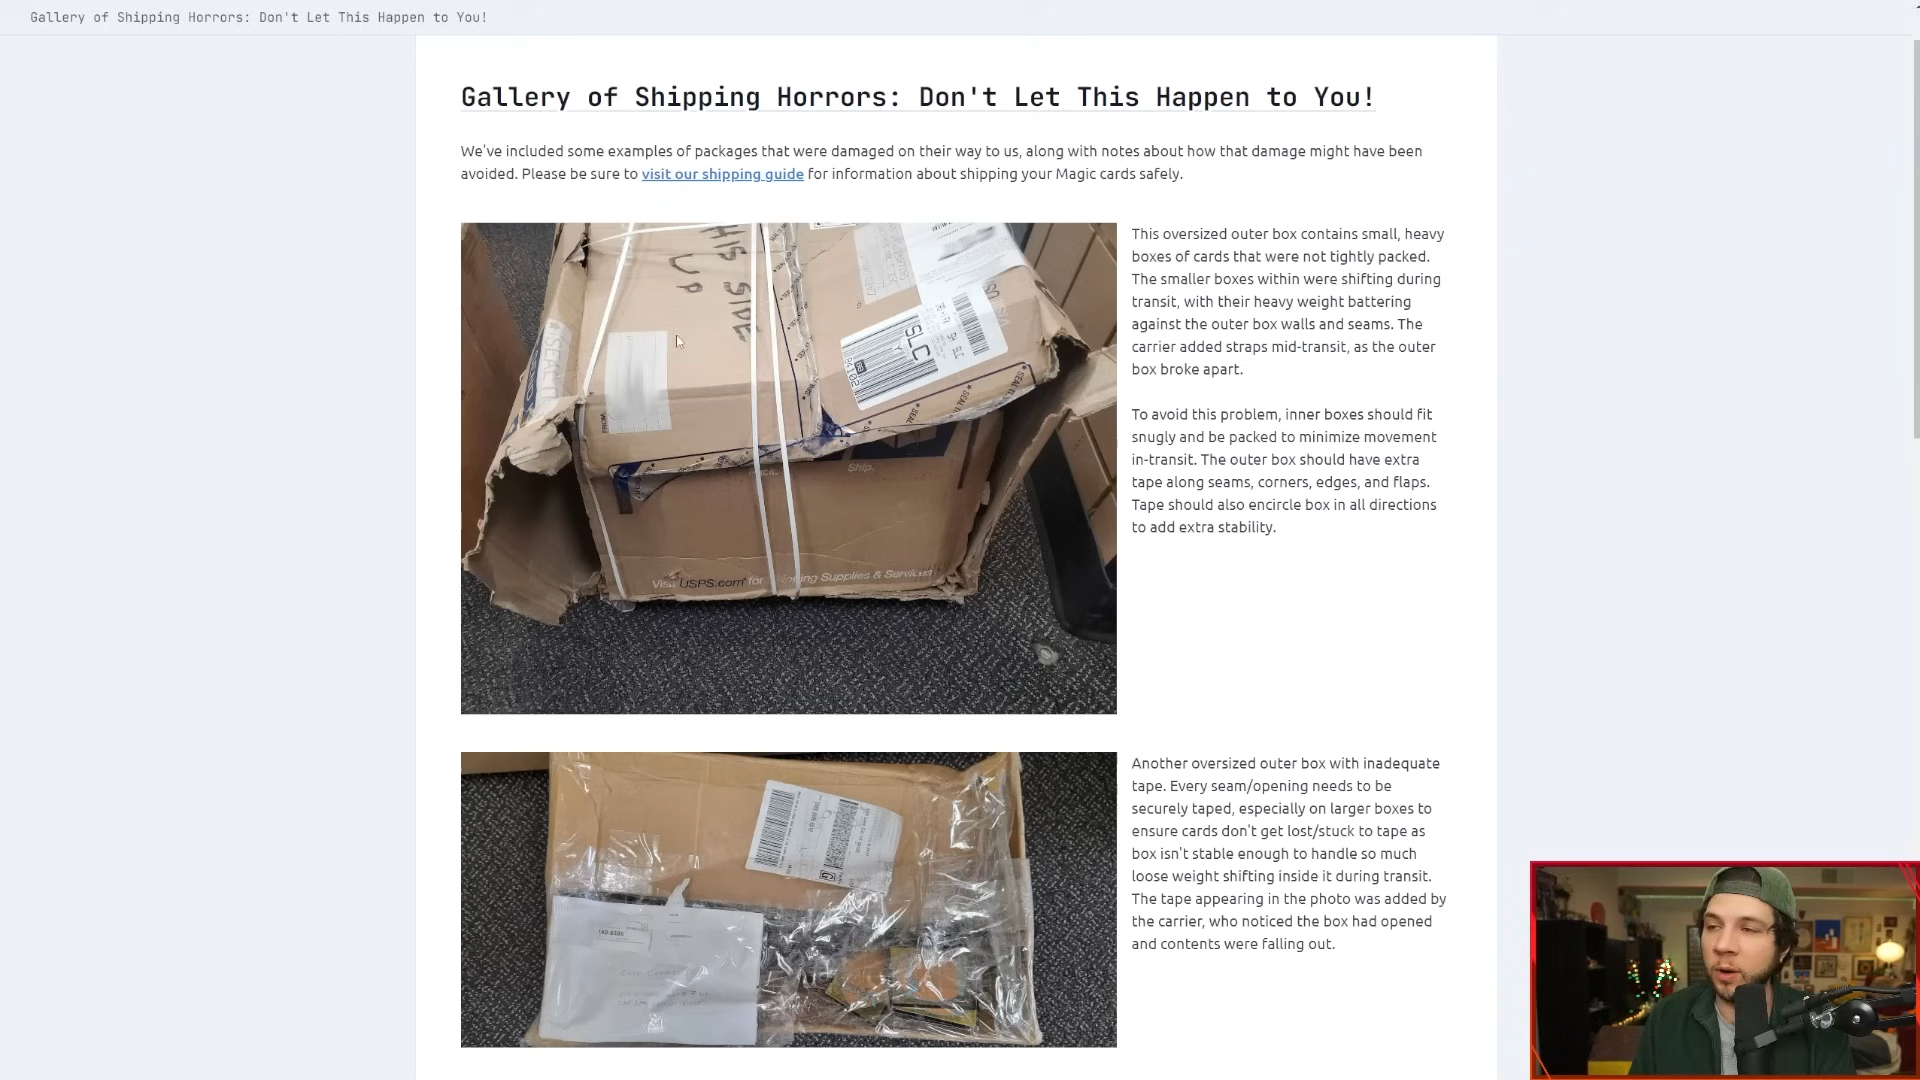 Gallery of Shipping Horrors: Don't Let This Happen to You!
Gallery of Shipping Horrors: Don't Let This Happen to You!
We've included some examples of packages that were damaged on their way to us, along with notes about how that damage might have been
avoided. Please be sure to visit our shipping guide for information about shipping your Magic cards safely.
HIS SIDE
UP
SLC
Ship.
USPS.com for
Supplies & Services
This oversized outer box contains small, heavy
boxes of cards that were not tightly packed.
The smaller boxes within were shifting during
transit, with their heavy weight battering
against the outer box walls and seams. The
carrier added straps mid-transit, as the outer
box broke apart.
To avoid this problem, inner boxes should fit
snugly and be packed to minimize movement
in-transit. The outer box should have extra
tape along seams, corners, edges, and flaps.
Tape should also encircle box in all directions
to add extra stability.
Another oversized outer box with inadequate
tape. Every seam/opening needs to be
securely taped, especially on larger boxes to
ensure cards don't get lost/stuck to tape as
box isn't stable enough to handle so much
loose weight shifting inside it during transit.
The tape appearing in the photo was added by
the carrier, who noticed the box had opened
and contents were falling out.